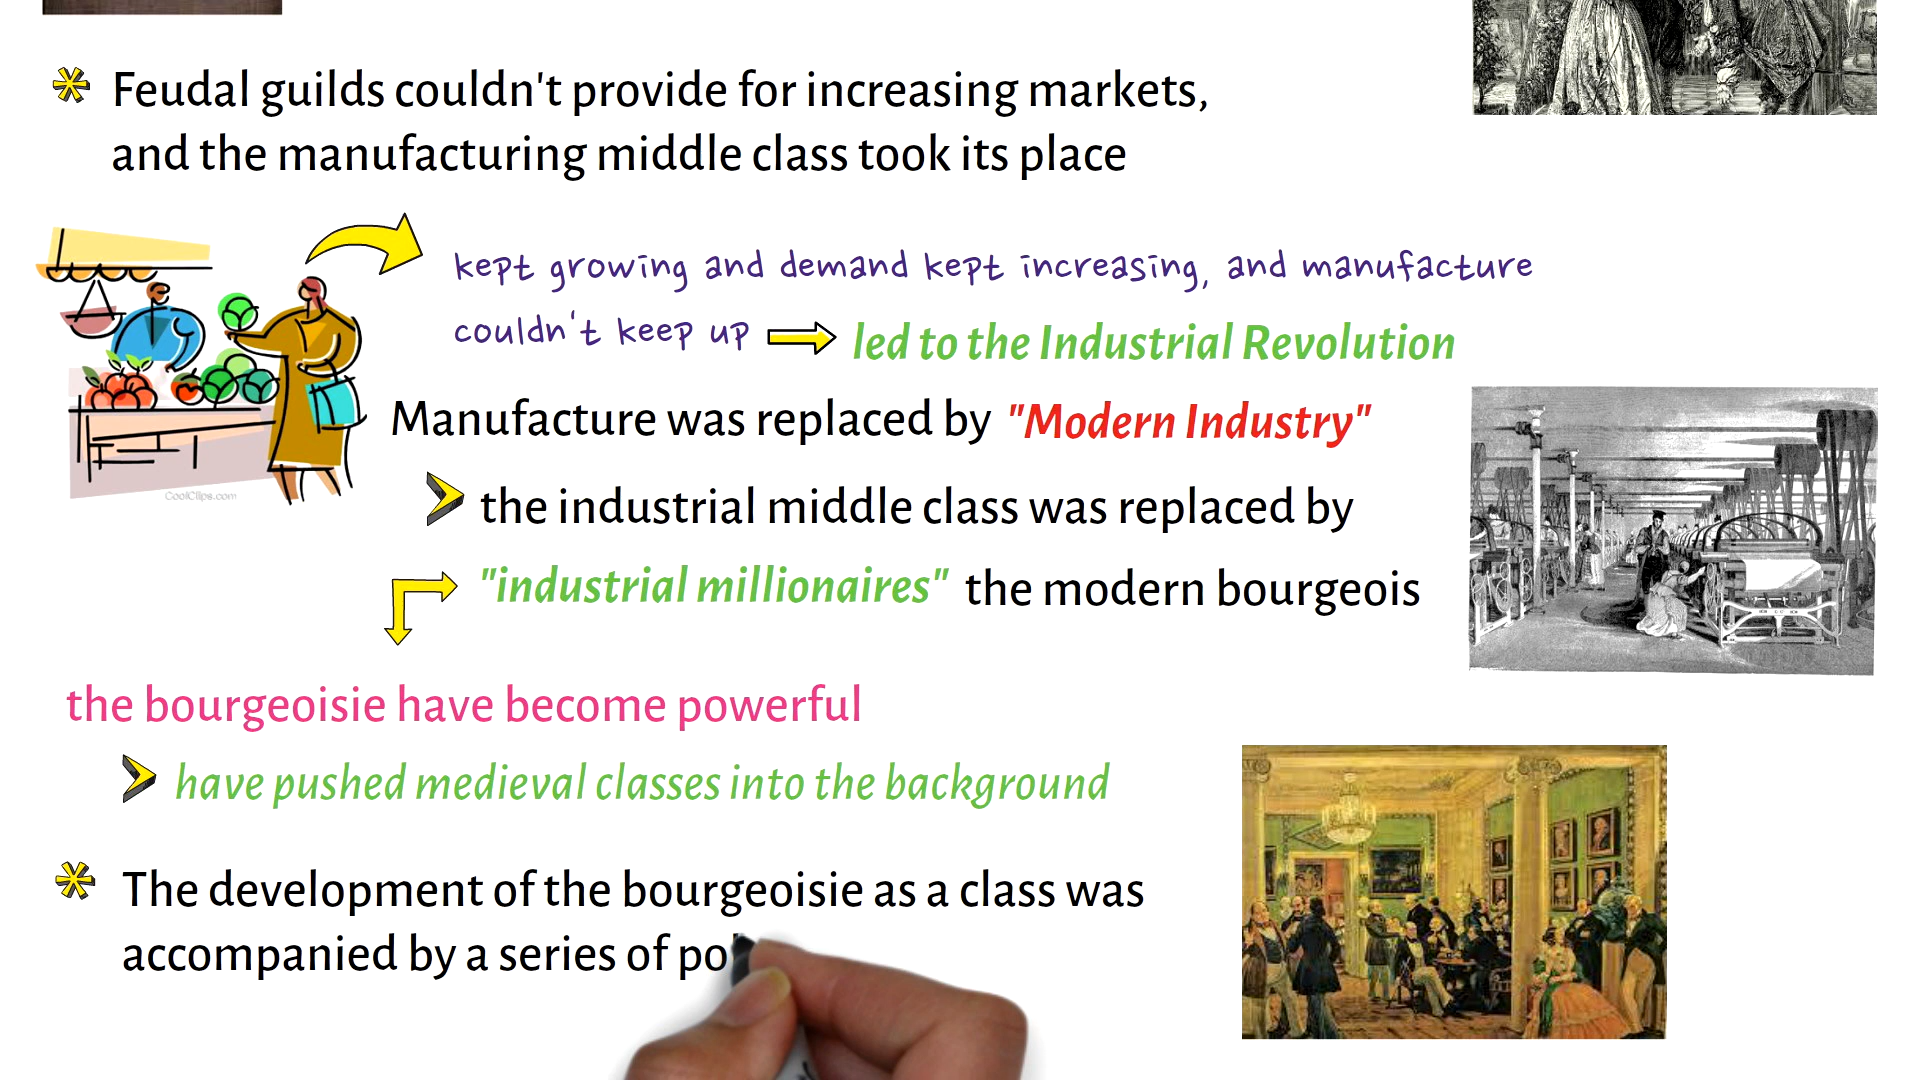 Feudal guilds couldn't provide for increasing markets,
and the manufacturing middle class took its place
kept growing and demand kept increasing, and manufacture
couldn't keep up led to the Industrial Revolution
CoolClips.com
Manufacture was replaced by "Modern Industry"
the industrial middle class was replaced by
"industrial millionaires" the modern bourgeois
the bourgeoisie have become powerful
have pushed medieval classes into the background
The development of the bourgeoisie as a class was
accompanied by a series of po